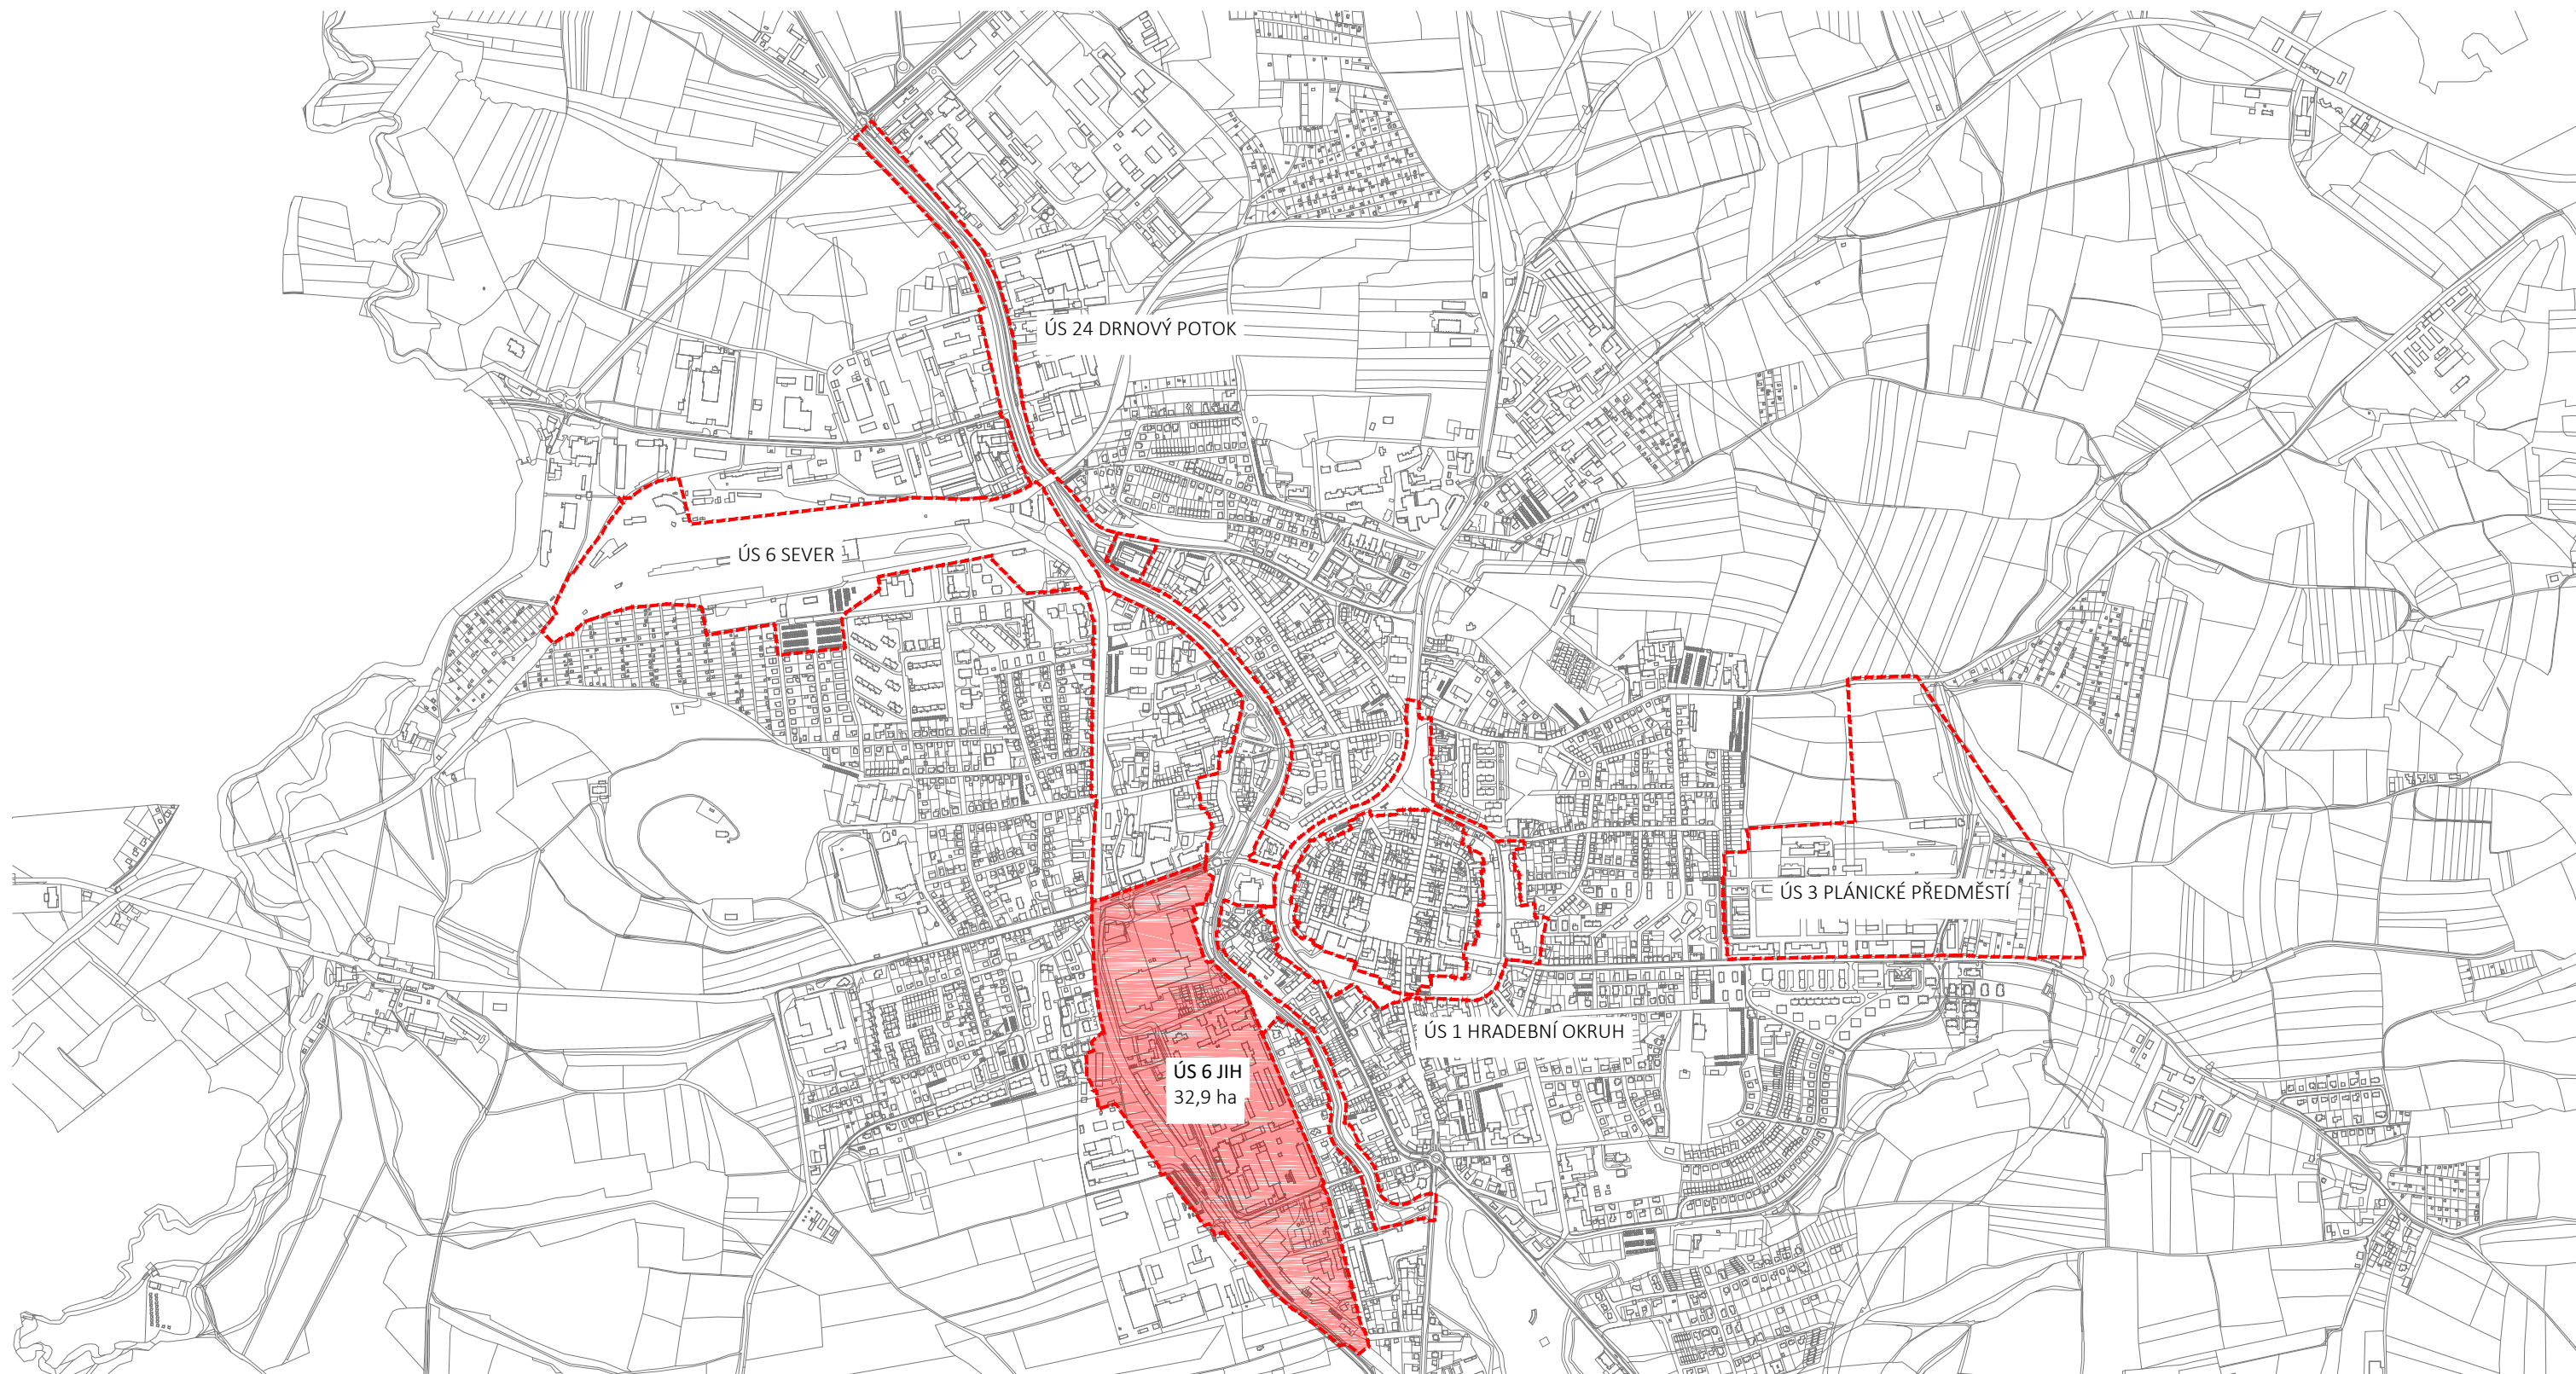 ÚS 24 DRNOVÝ POTOK
ÚS 6 SEVER
ÚS 3 PLÁNICKÉ PŘEDMĚSTÍ
ÚS 1 HRADEBNÍ OKRUH
ÚS 6 JIH
32,9 ha